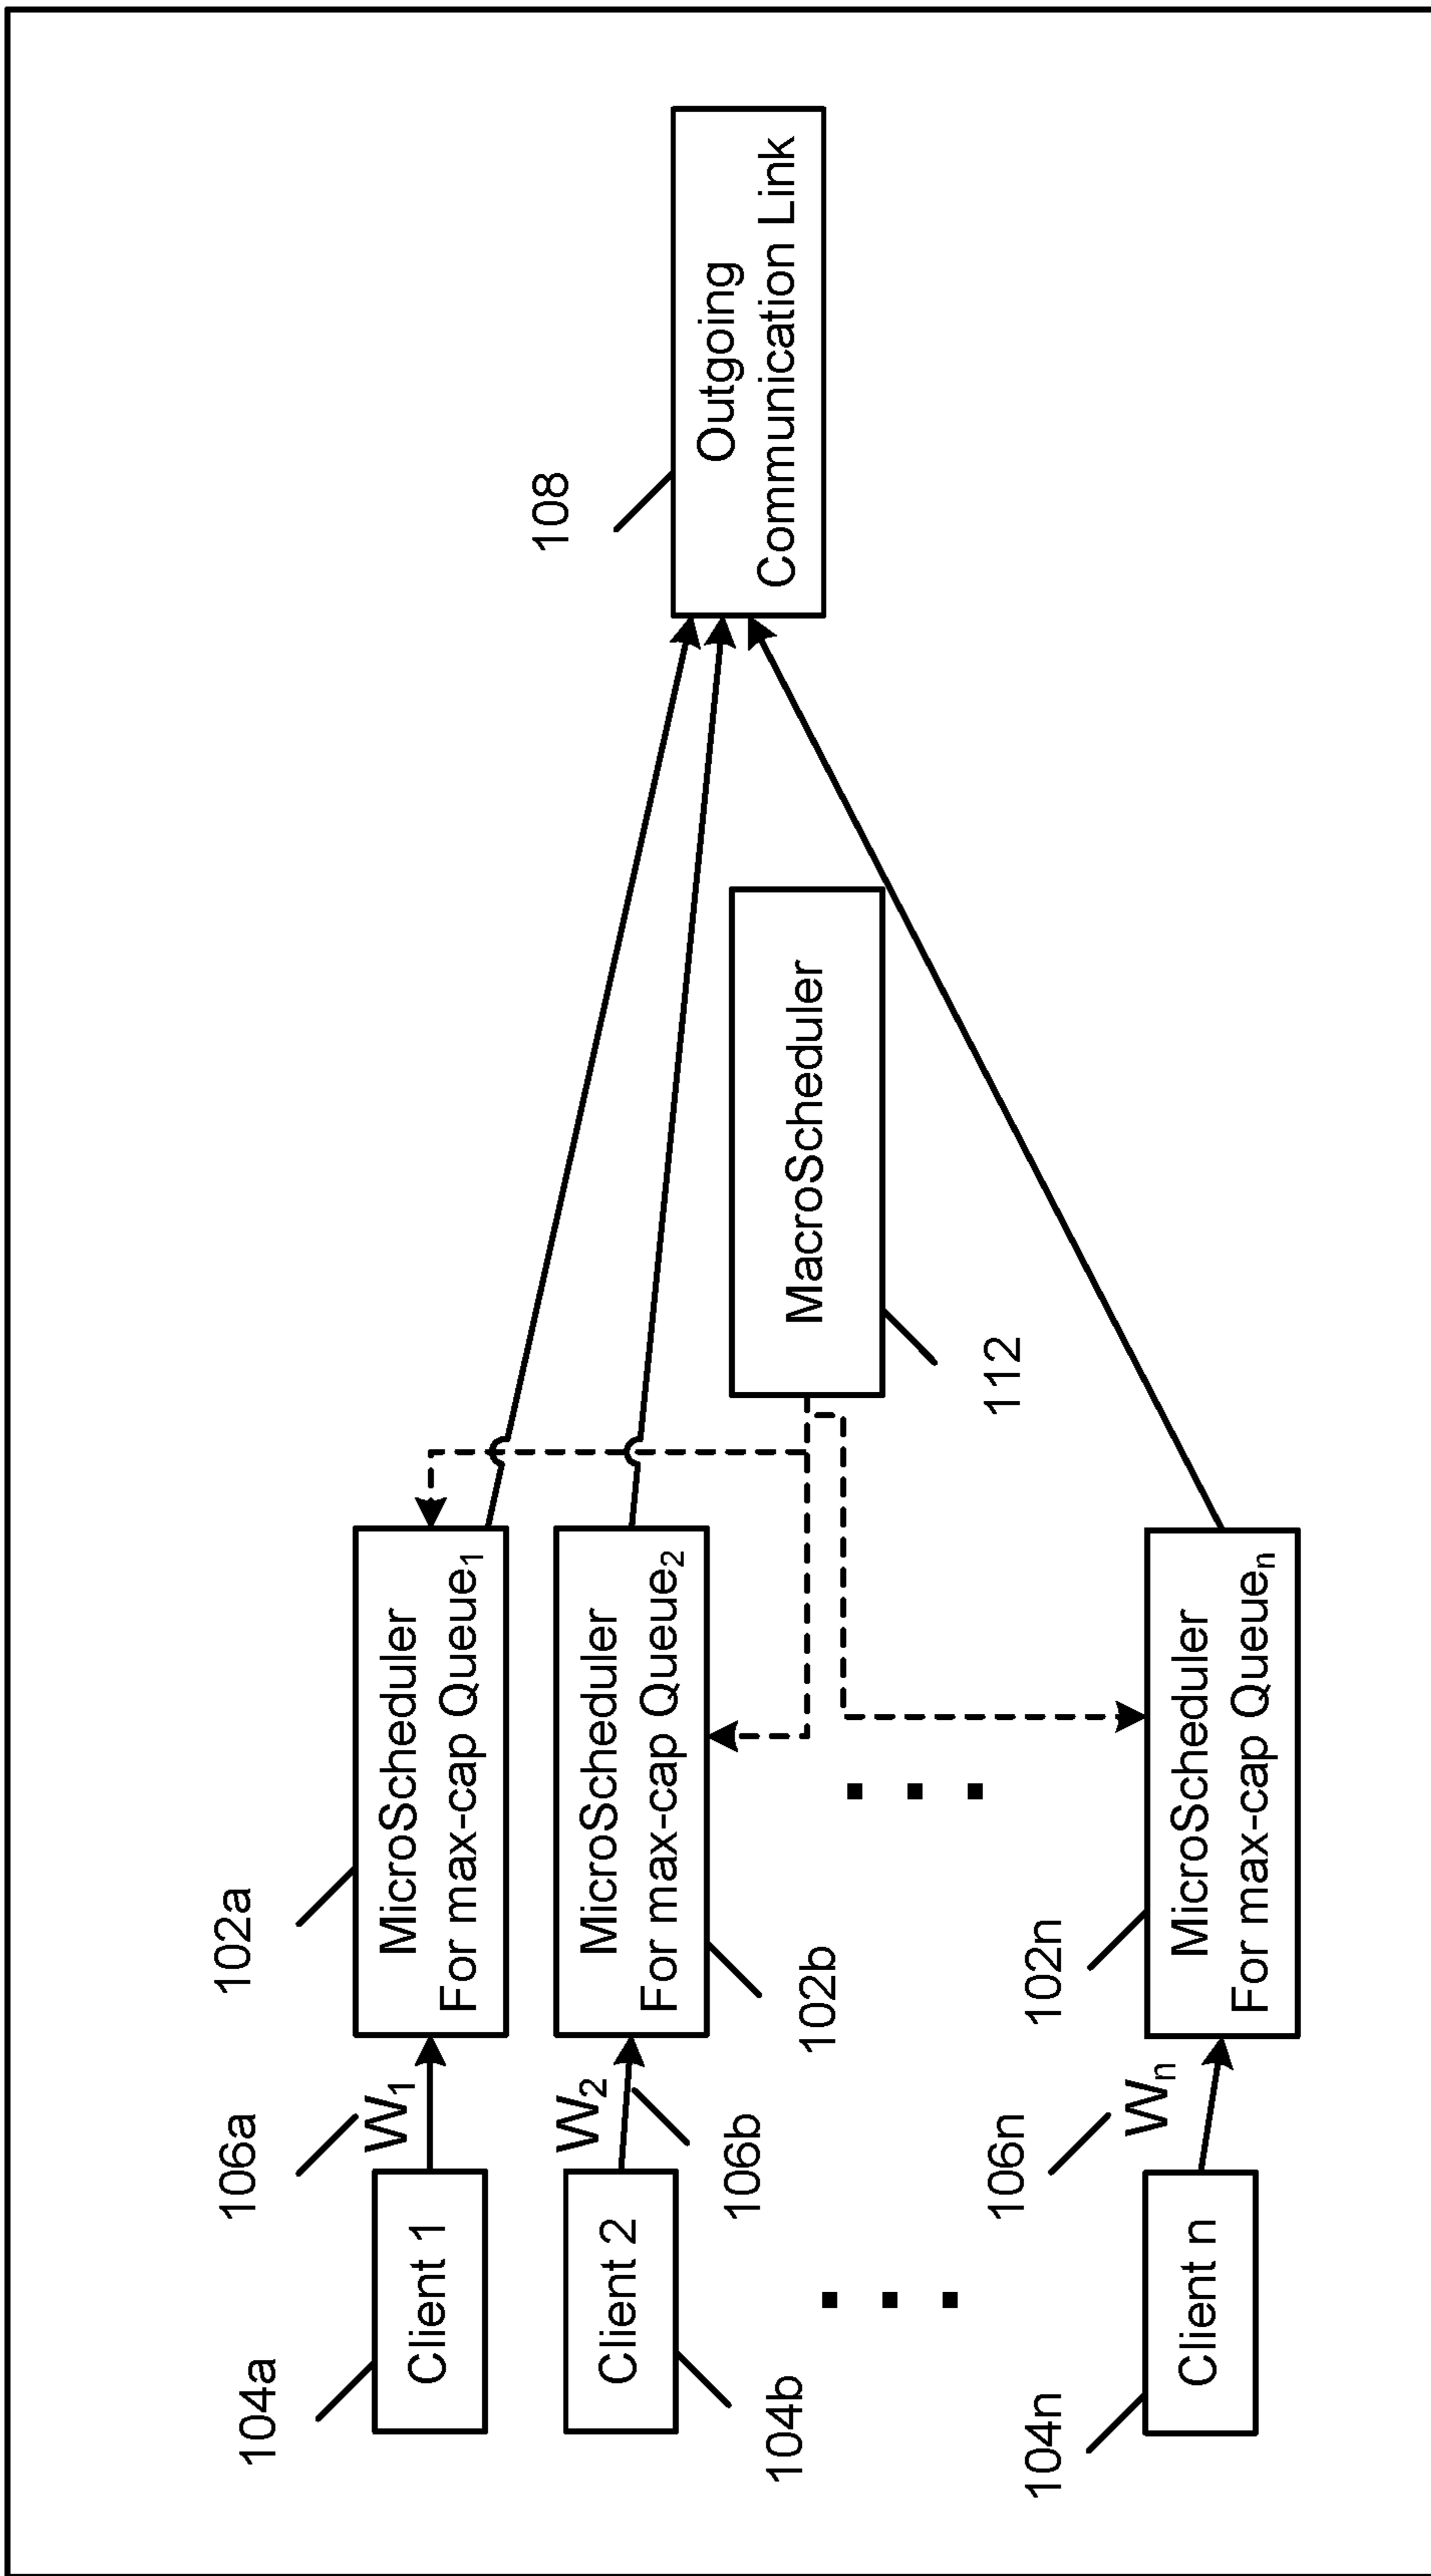 104a
Client 1
106a
W1
102a
MicroScheduler
For max-cap Queue1
104b
Client 2
W2
106b
102b
MicroScheduler
For max-cap Queue2
108
Outgoing
Communication Link
MacroScheduler
112
104n
Client n
106n
Wn
102n
MicroScheduler
For max-cap Queuen